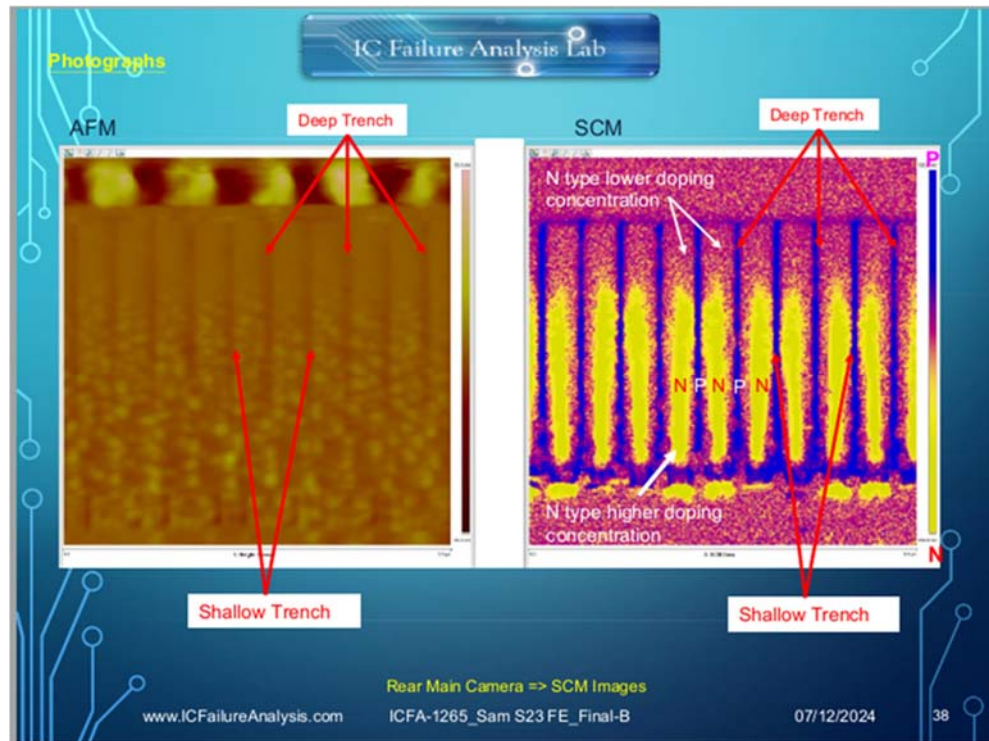 IC Failure Analysis Lab
Photographs
AFM
Deep Trench
SCM
Deep Trench
P
N type lower doping
concentration
N P N P N
N type higher doping
concentration
N
Shallow Trench
Shallow Trench
Rear Main Camera => SCM Images
www.ICFailureAnalysis.com
ICFA-1265_Sam S23 FE_Final-B
07/12/2024
38